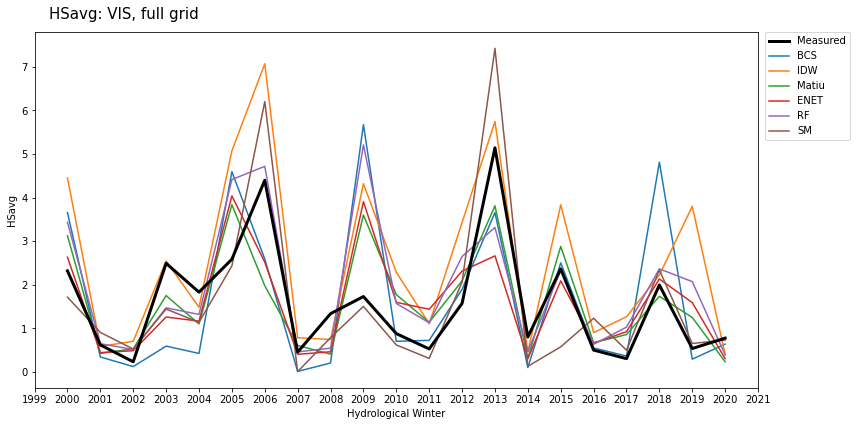 HSavg: VIS, full grid
7
6
5
4
3
2
1
0
HSavg
1999 2000 2001 2002 2003 2004 2005 2006 2007 2008 2009 2010 2011 2012 2013 2014 2015 2016 2017 2018 2019 2020 2021
Hydrological Winter
Measured
BCS
IDW
Matiu
ENET
RF
SM